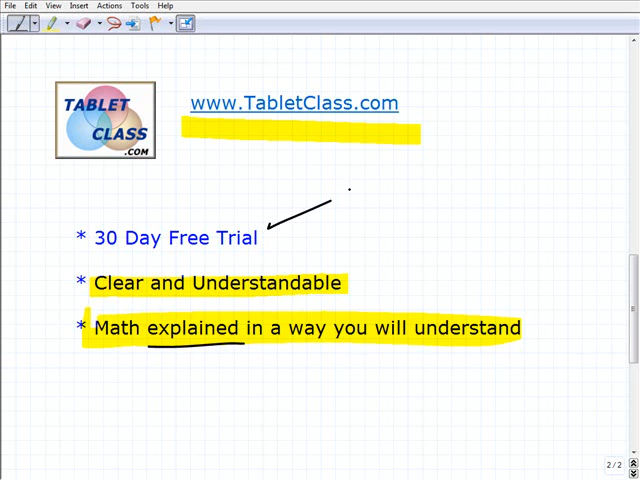 File Edit View Insert Actions Tools Help
TABLET
CLASS
.COM
www.TabletClass.com
* 30 Day Free Trial
* Clear and Understandable
* Math explained in a way you will understand
2 / 2